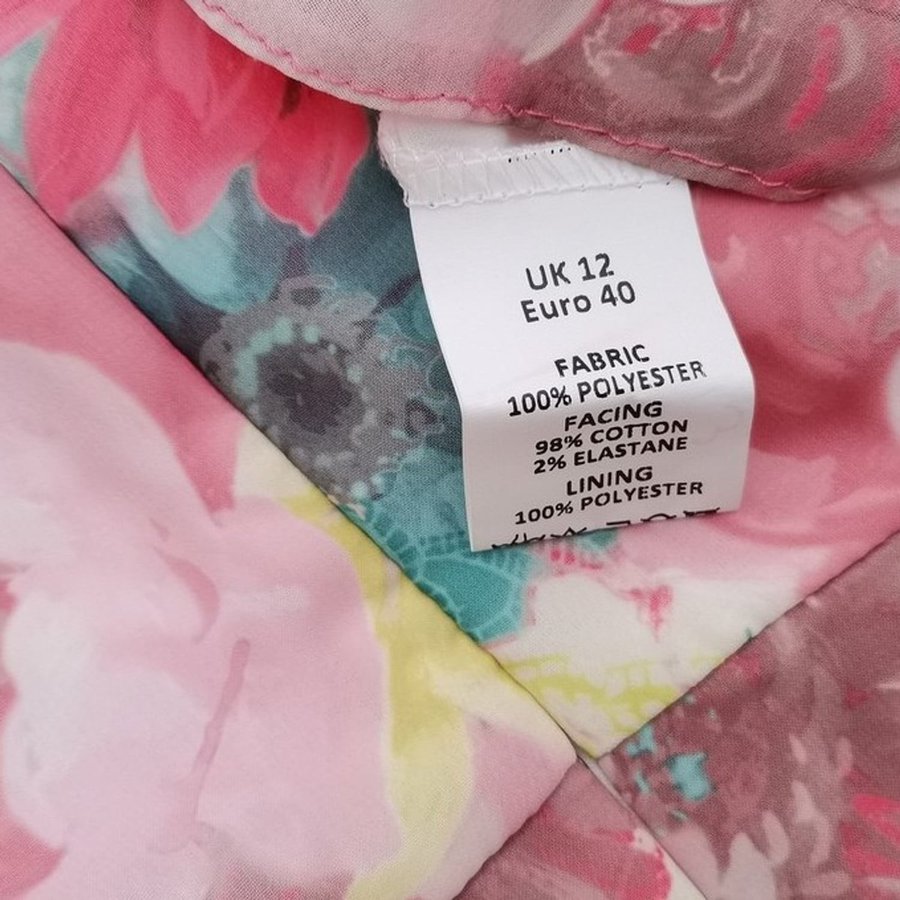 UK 12
Euro 40
FABRIC
100% POLYESTER
FACING
98% COTTON
2% ELASTANE
LINING
100% POLYESTER